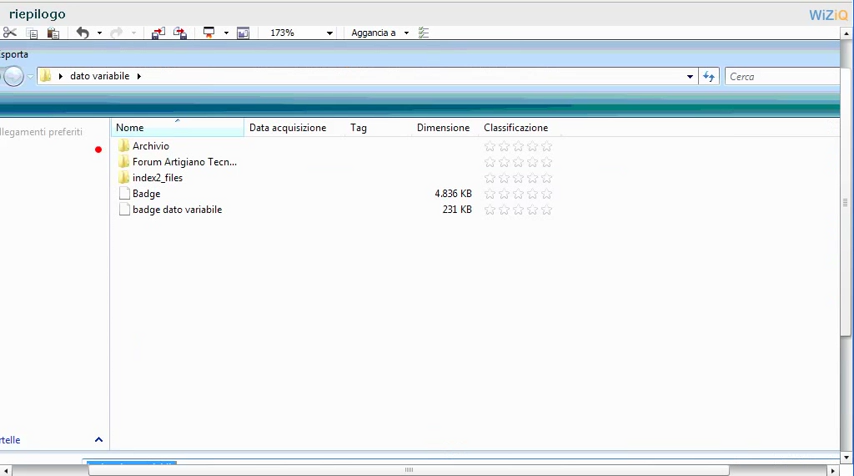 riepilogo
WiZiQ
173%
Aggancia a
sporta
dato variabile
Cerca
llegamenti preferiti
Nome
Data acquisizione
Tag
Dimensione
Classificazione
Archivio
Forum Artigiano Tecn...
index2_files
Badge
4.836 KB
badge dato variabile
231 KB
rtelle